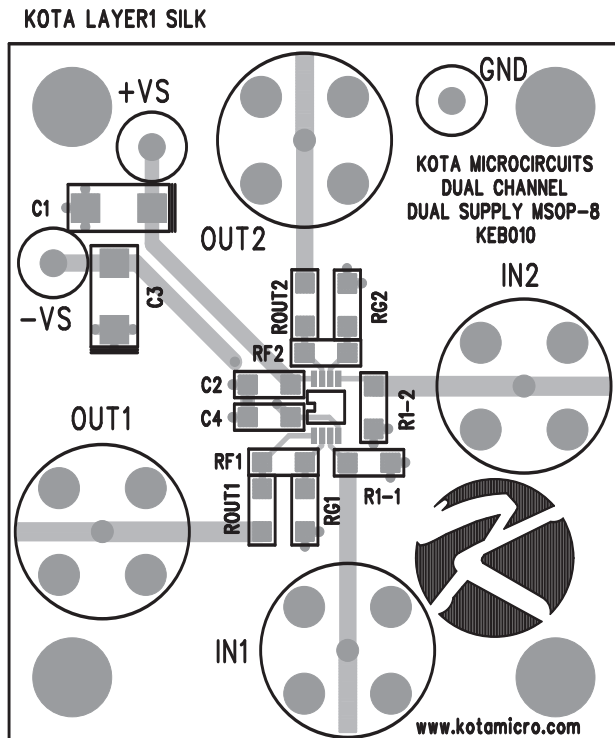 KOTA LAYER1 SILK
+VS
GND
KOTA MICROCIRCUITS
DUAL CHANNEL
DUAL SUPPLY MSOP-8
KEB010
C1
OUT2
IN2
-VS
C3
ROUT2
RG2
RF2
C2
R1-2
C4
OUT1
RF1
R1-1
ROUT1
RG1
IN1
www.kotamicro.com